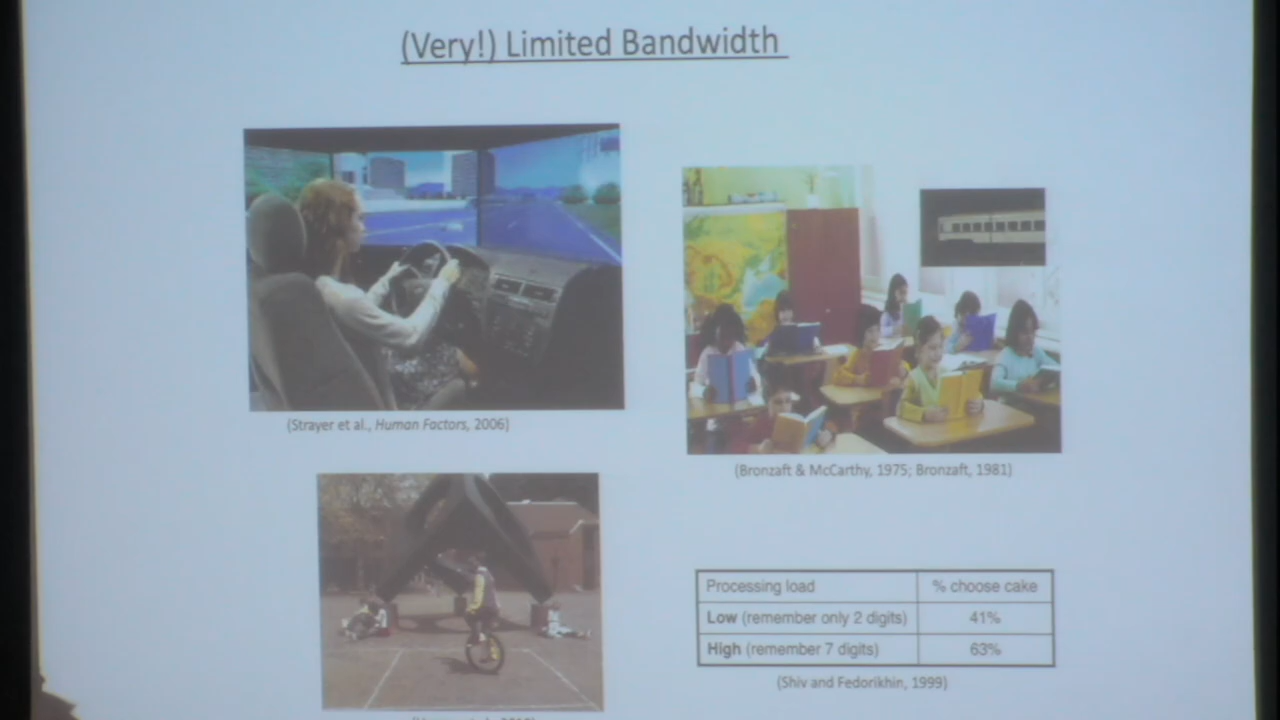 (Very!) Limited Bandwidth
(Strayer et al., Human Factors, 2006)
(Bronzaft & McCarthy, 1975; Bronzaft, 1981)
Processing load % choose cake
Low (remember only 2 digits) 41%
High (remember 7 digits) 63%
(Shiv and Fedorikhin, 1999)